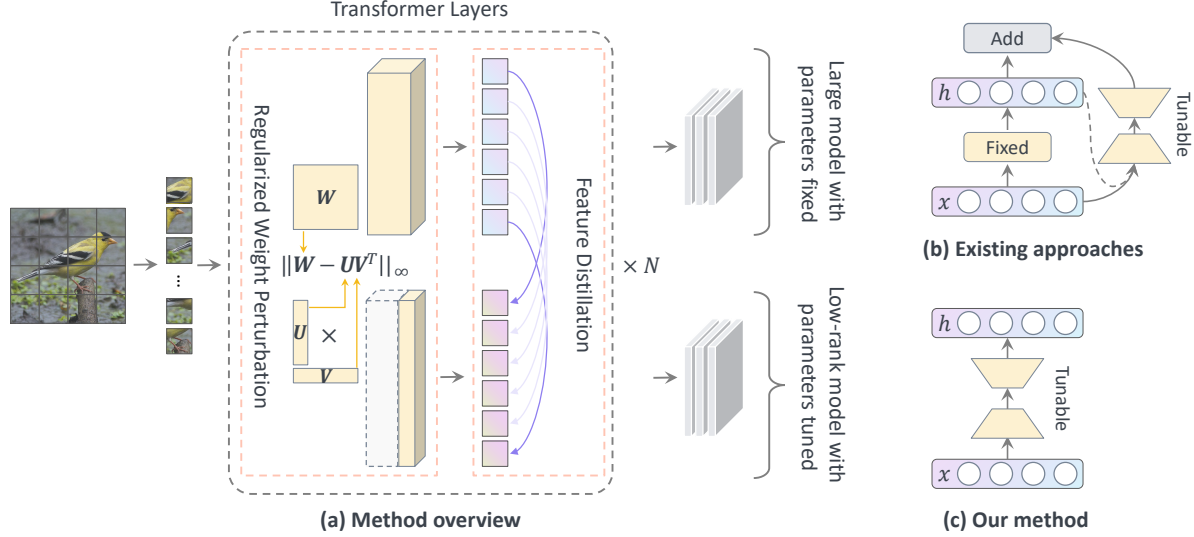 Transformer Layers
Regularized Weight Perturbation
W
||W − UV^T||∞
U
×
V
Feature Distillation
× N
Large model with
parameters fixed
Low-rank model with
parameters tuned
(a) Method overview
Add
h
Fixed
Tunable
x
(b) Existing approaches
h
Tunable
x
(c) Our method